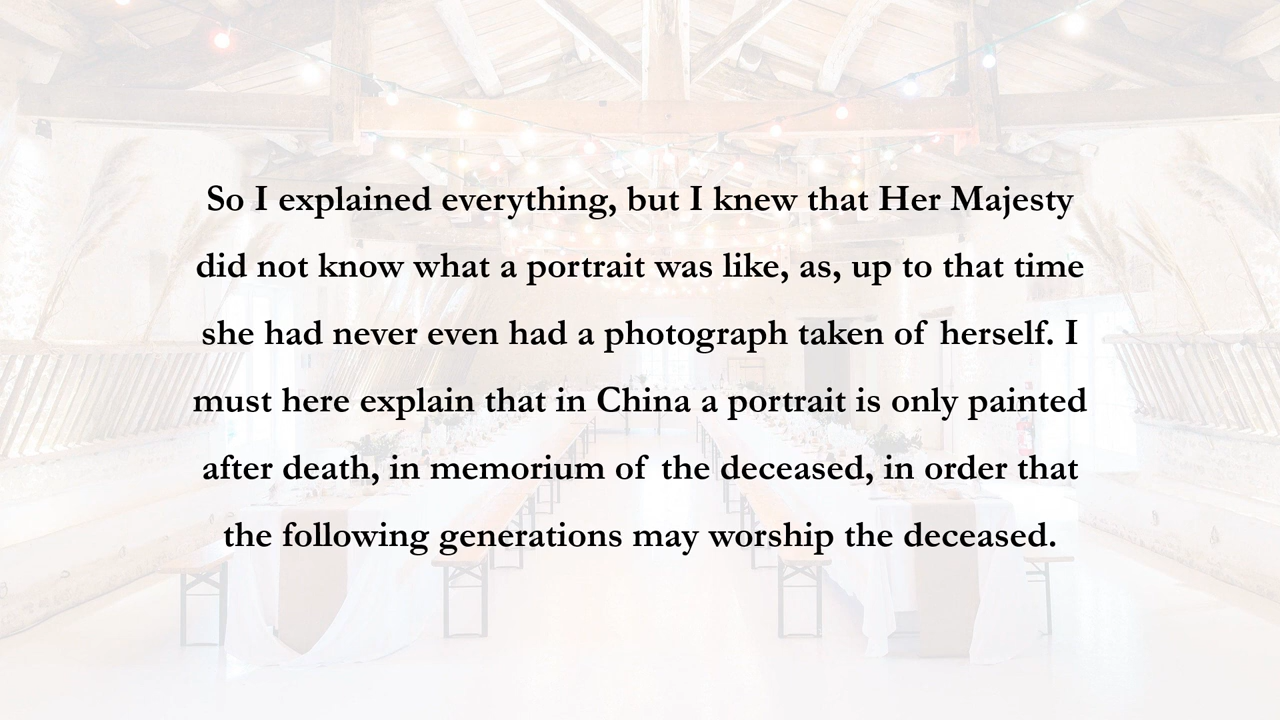 So I explained everything, but I knew that Her Majesty
did not know what a portrait was like, as, up to that time
she had never even had a photograph taken of herself. I
must here explain that in China a portrait is only painted
after death, in memorium of the deceased, in order that
the following generations may worship the deceased.